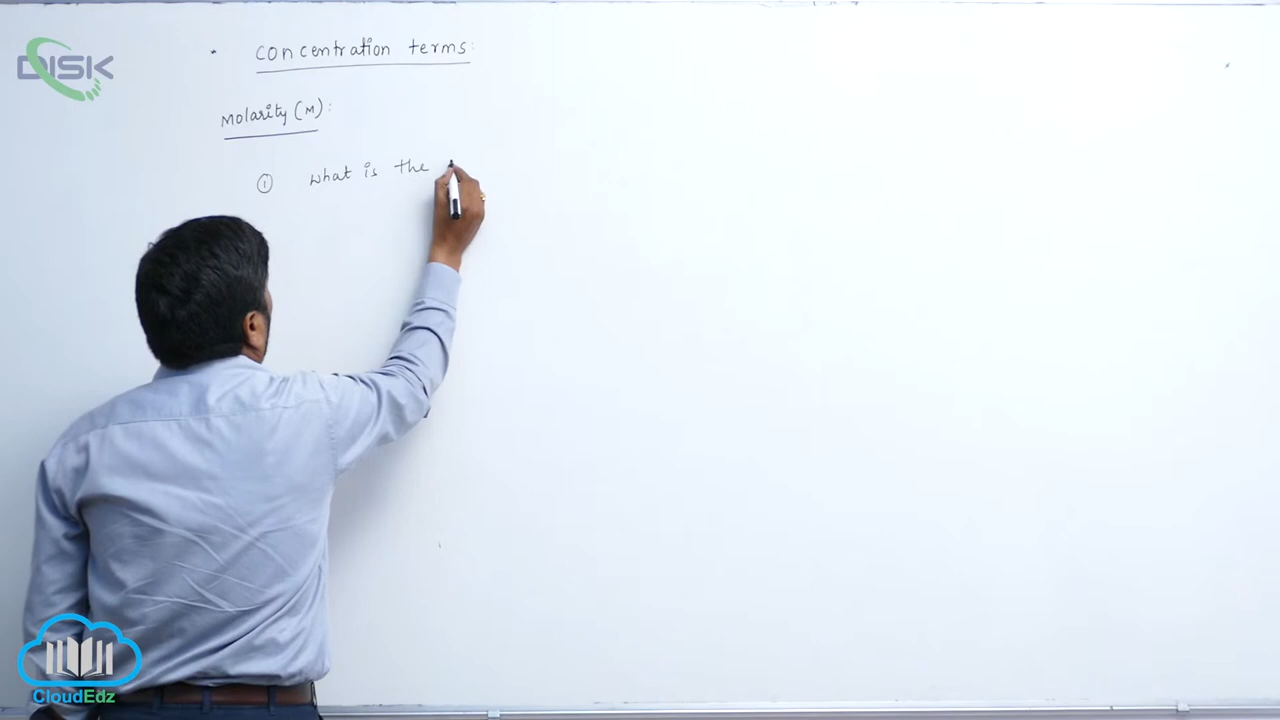 DISK
• Concentration terms:
Molarity (M):
① what is the
CloudEdz